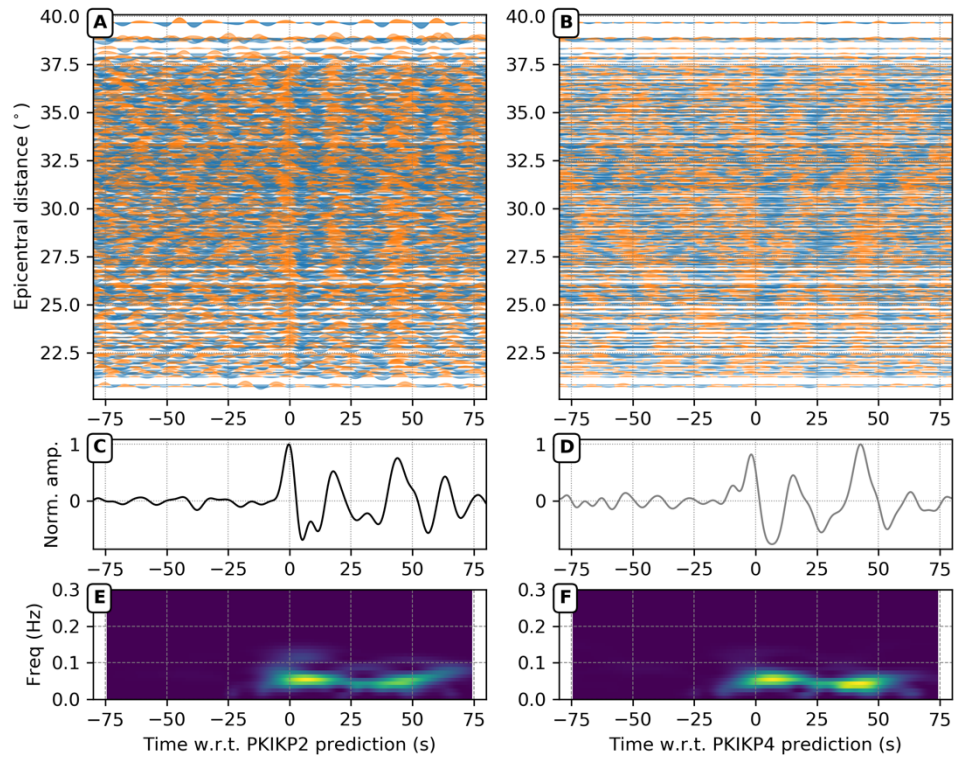 A
40.0
37.5
35.0
32.5
30.0
27.5
25.0
22.5
Epicentral distance (°)
−75 −50 −25 0 25 50 75
B
40.0
37.5
35.0
32.5
30.0
27.5
25.0
22.5
−75 −50 −25 0 25 50 75
C
1
0
Norm. amp.
−75 −50 −25 0 25 50 75
D
1
0
−75 −50 −25 0 25 50 75
E
0.3
0.2
0.1
0.0
Freq (Hz)
−75 −50 −25 0 25 50 75
Time w.r.t. PKIKP2 prediction (s)
F
0.3
0.2
0.1
0.0
−75 −50 −25 0 25 50 75
Time w.r.t. PKIKP4 prediction (s)